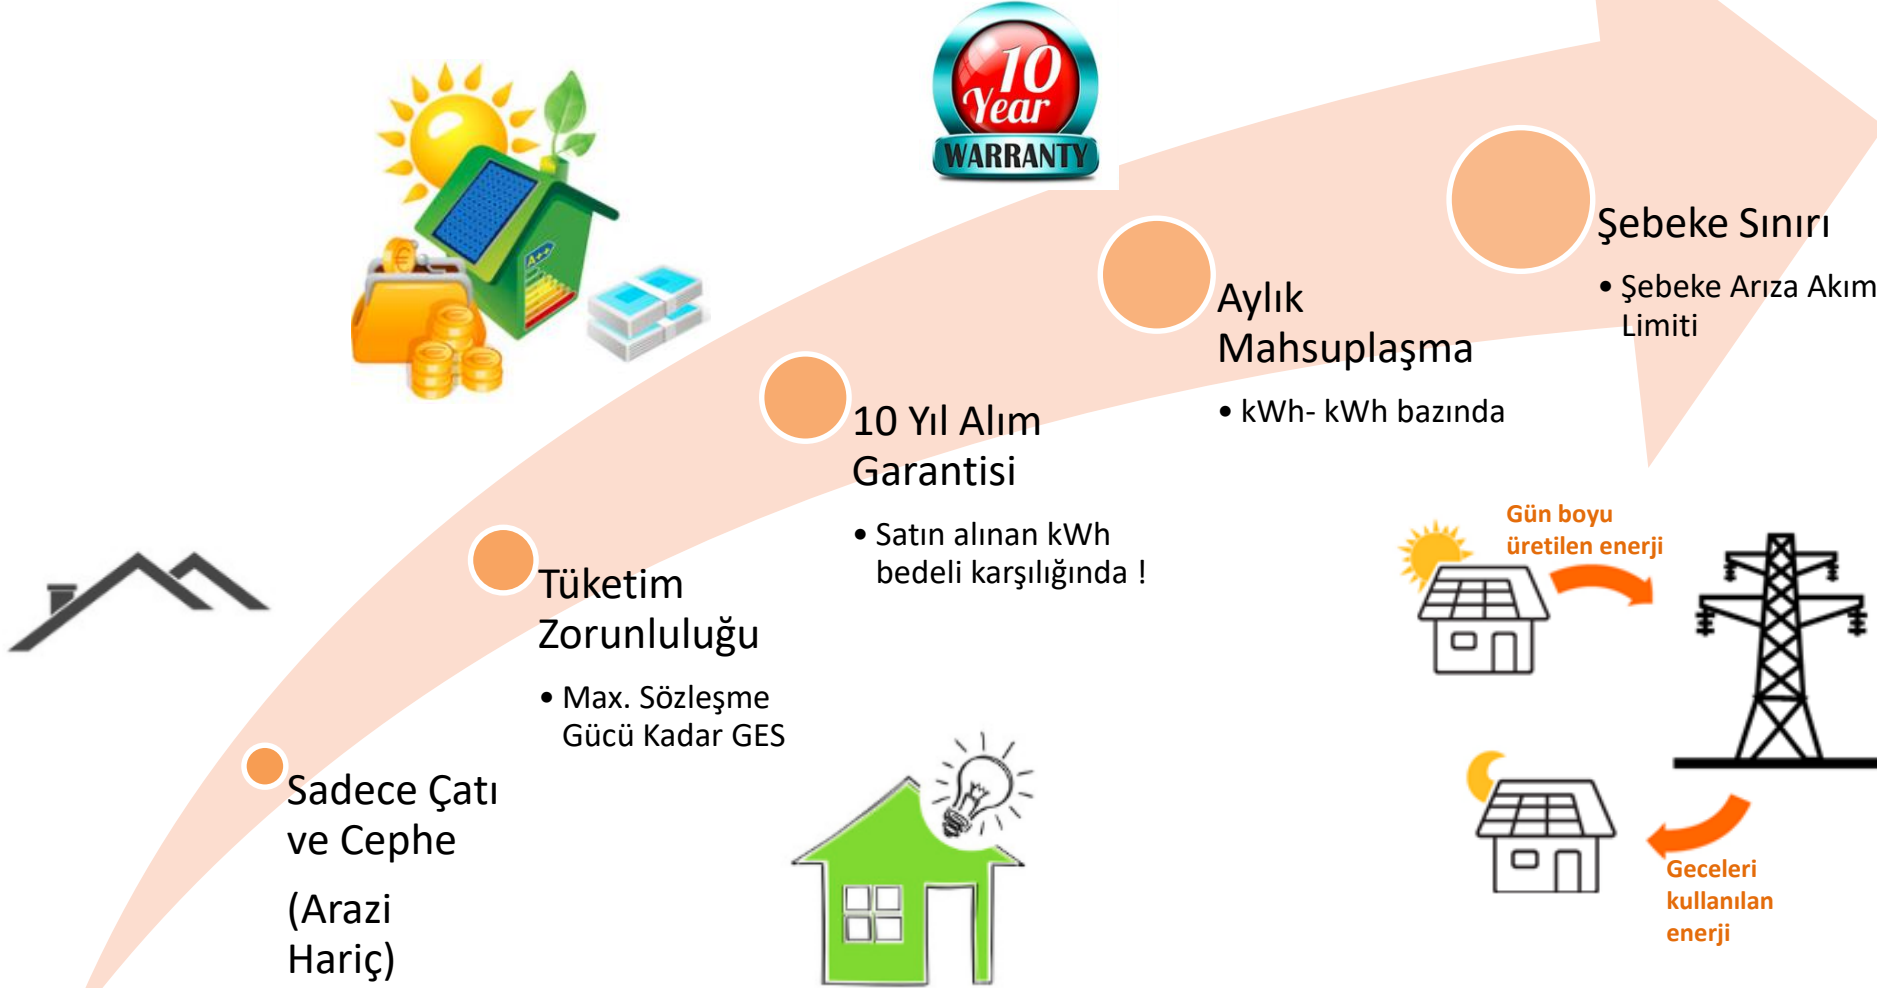 10
Year
WARRANTY
A++
Şebeke Sınırı
• Şebeke Arıza Akım
Limiti
Aylık
Mahsuplaşma
• kWh- kWh bazında
10 Yıl Alım
Garantisi
• Satın alınan kWh
bedeli karşılığında !
Tüketim
Zorunluluğu
• Max. Sözleşme
Gücü Kadar GES
Sadece Çatı
ve Cephe
(Arazi
Hariç)
Gün boyu
üretilen enerji
Geceleri
kullanılan
enerji